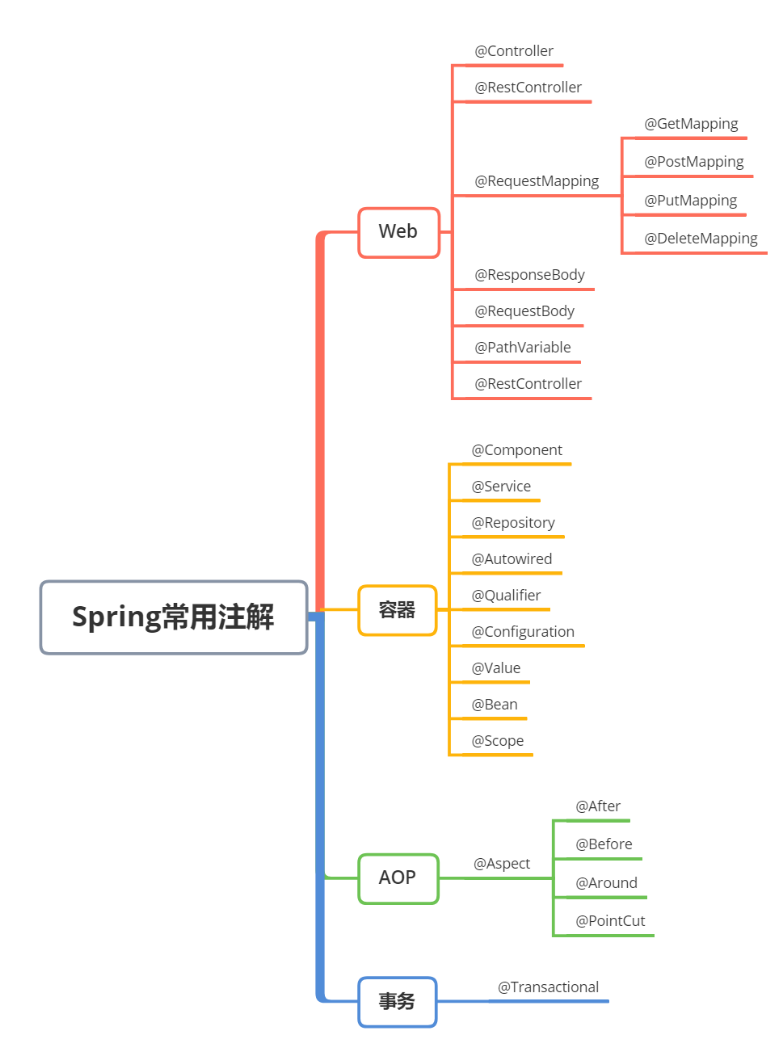 Spring常用注解
Web
@Controller
@RestController
@RequestMapping
@GetMapping
@PostMapping
@PutMapping
@DeleteMapping
@ResponseBody
@RequestBody
@PathVariable
@RestController
容器
@Component
@Service
@Repository
@Autowired
@Qualifier
@Configuration
@Value
@Bean
@Scope
AOP
@Aspect
@After
@Before
@Around
@PointCut
事务
@Transactional